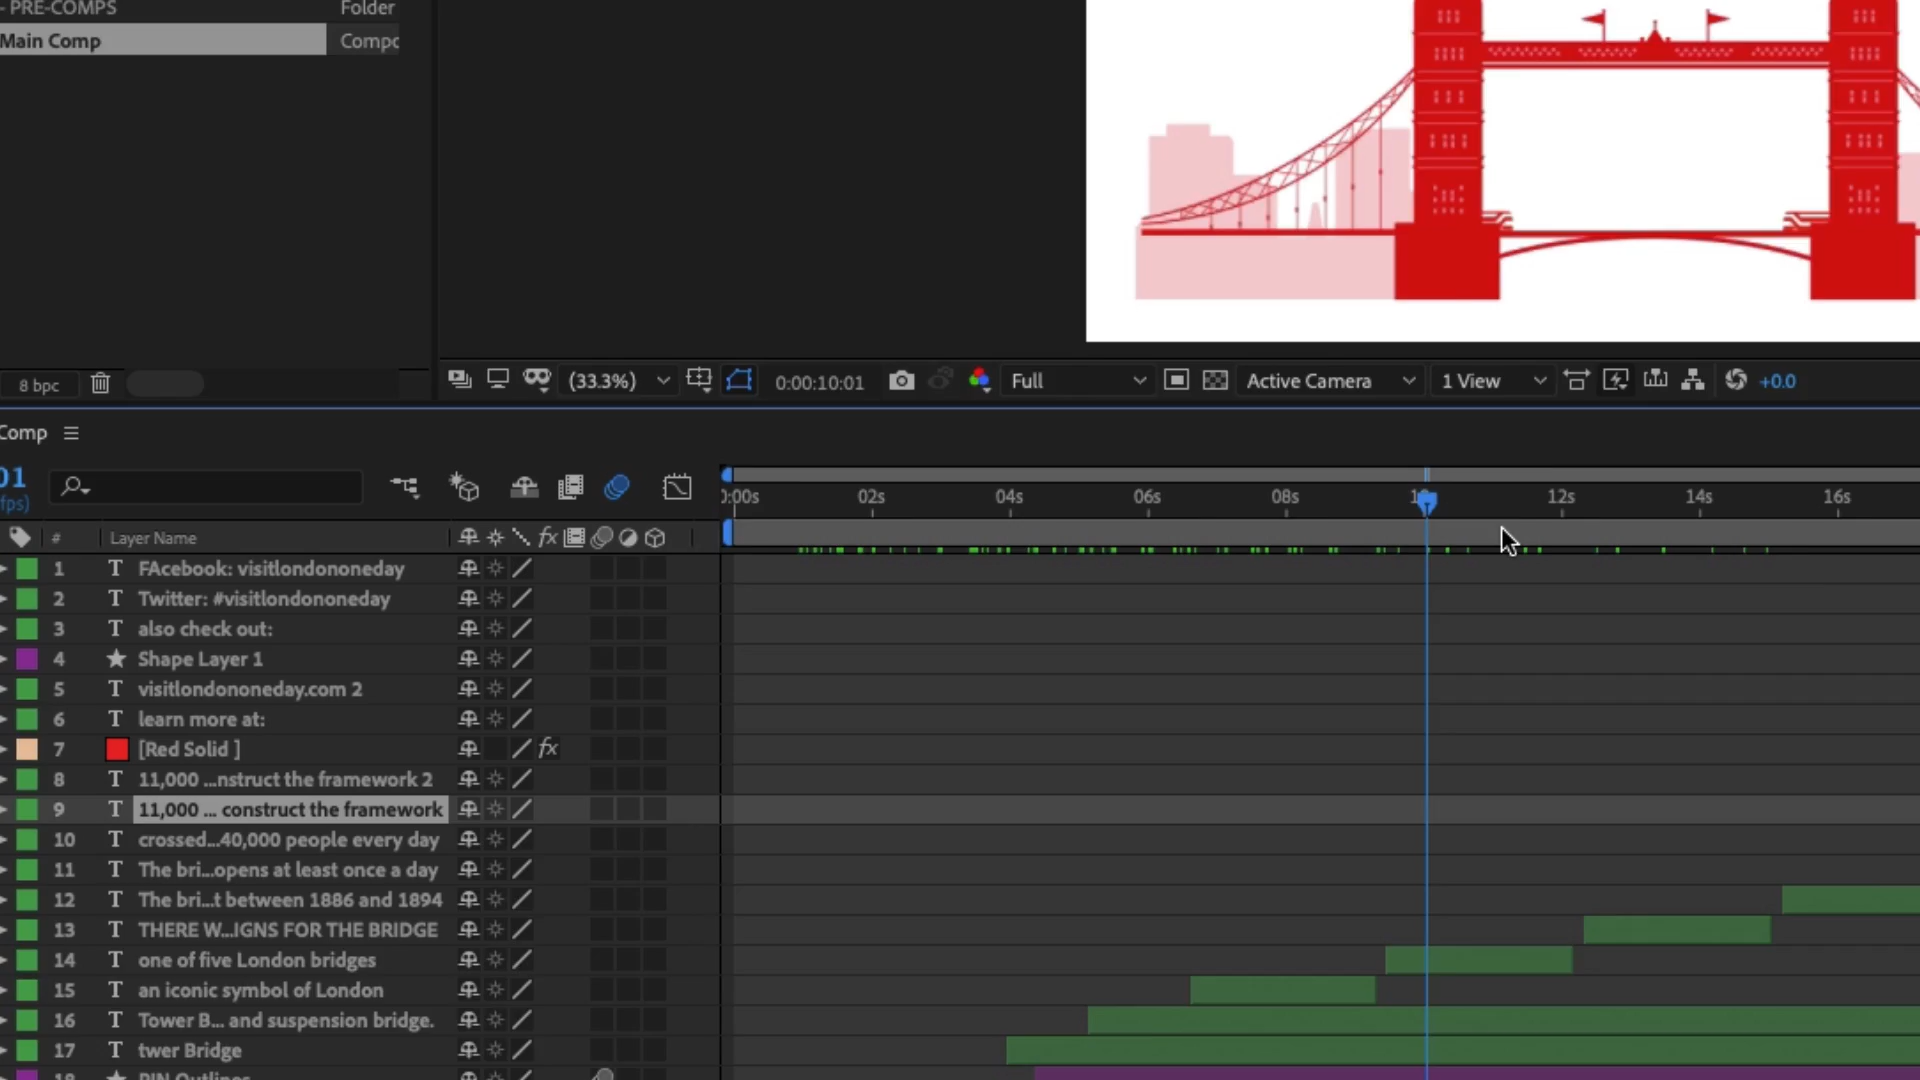 - PRE-COMPS Folder
Main Comp Compo
8 bpc
(33.3%) 0:00:10:01 Full Active Camera 1 View +0.0
Comp
01
fps)
0:00s 02s 04s 06s 08s 12s 14s 16s
# Layer Name fx
1 T FAcebook: visitlondononeday
2 T Twitter: #visitlondononeday
3 T also check out:
4 Shape Layer 1
5 T visitlondononeday.com 2
6 T learn more at:
7 [Red Solid ] fx
8 T 11,000 ...nstruct the framework 2
9 T 11,000 ... construct the framework
10 T crossed...40,000 people every day
11 T The bri...opens at least once a day
12 T The bri...t between 1886 and 1894
13 T THERE W...IGNS FOR THE BRIDGE
14 T one of five London bridges
15 T an iconic symbol of London
16 T Tower B... and suspension bridge.
17 T twer Bridge
18 PIN Outlines